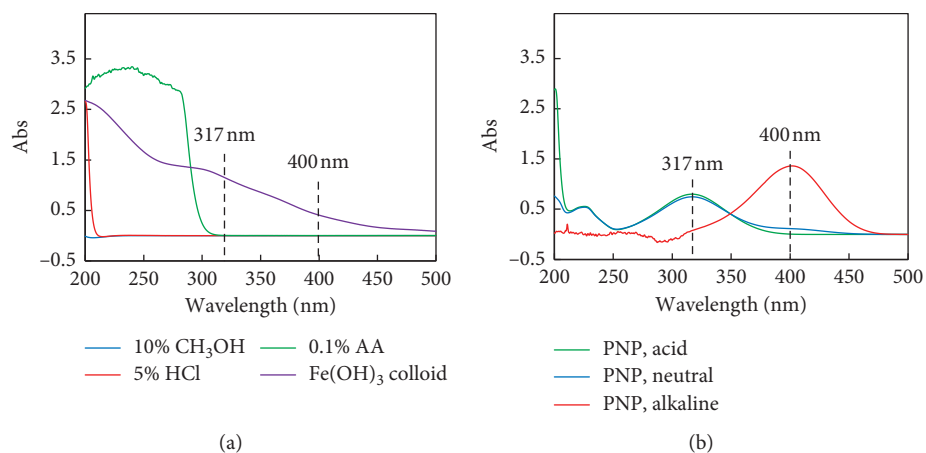 Abs
3.5
2.5
1.5
0.5
–0.5
317 nm
400 nm
200 250 300 350 400 450 500
Wavelength (nm)
10% CH₃OH
0.1% AA
5% HCl
Fe(OH)₃ colloid
(a)
Abs
3.5
2.5
1.5
0.5
–0.5
400 nm
317 nm
200 250 300 350 400 450 500
Wavelength (nm)
PNP, acid
PNP, neutral
PNP, alkaline
(b)